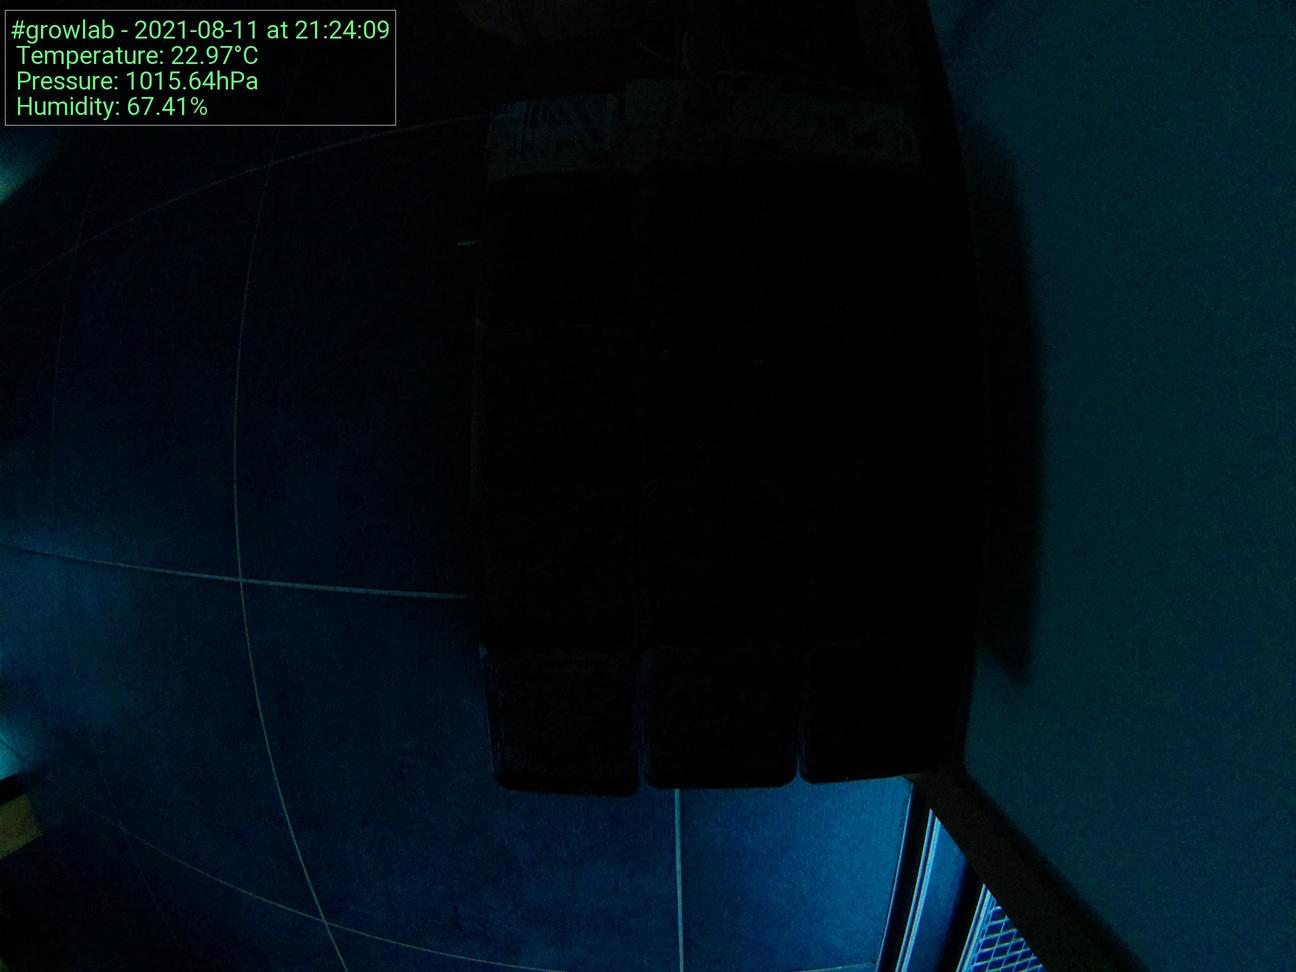 #growlab - 2021-08-11 at 21:24:09
Temperature: 22.97°C
Pressure: 1015.64hPa
Humidity: 67.41%